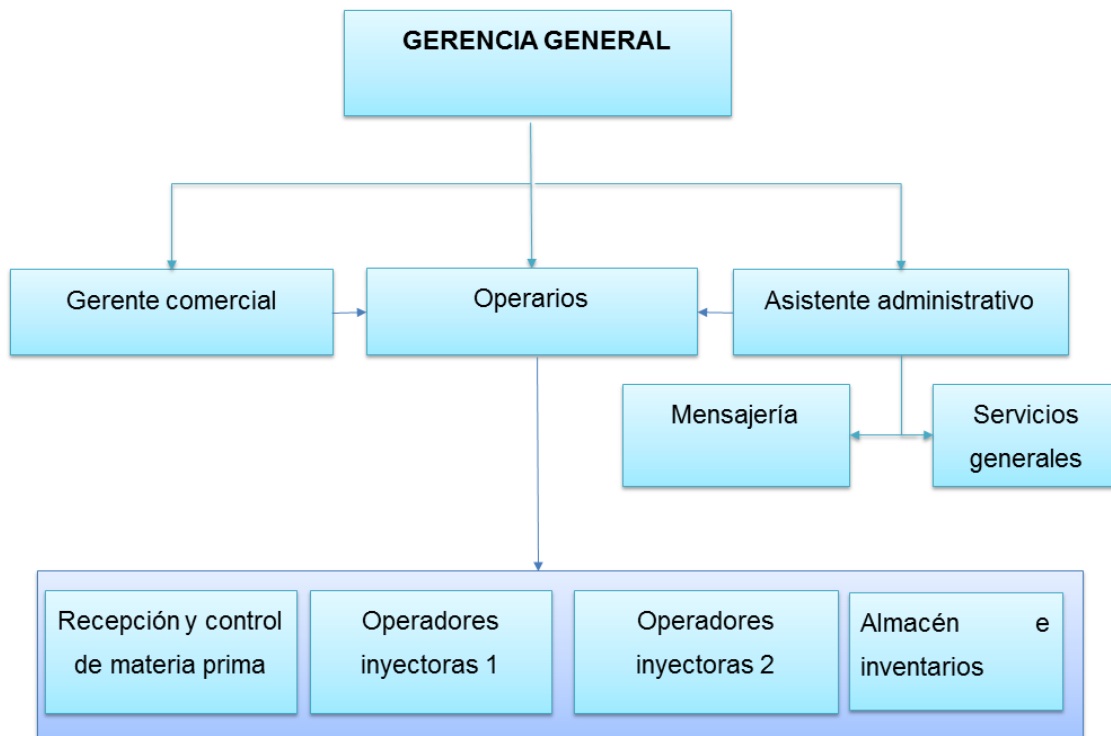 GERENCIA GENERAL
Gerente comercial
Operarios
Asistente administrativo
Mensajería
Servicios
generales
Recepción y control
de materia prima
Operadores
inyectoras 1
Operadores
inyectoras 2
Almacén e
inventarios